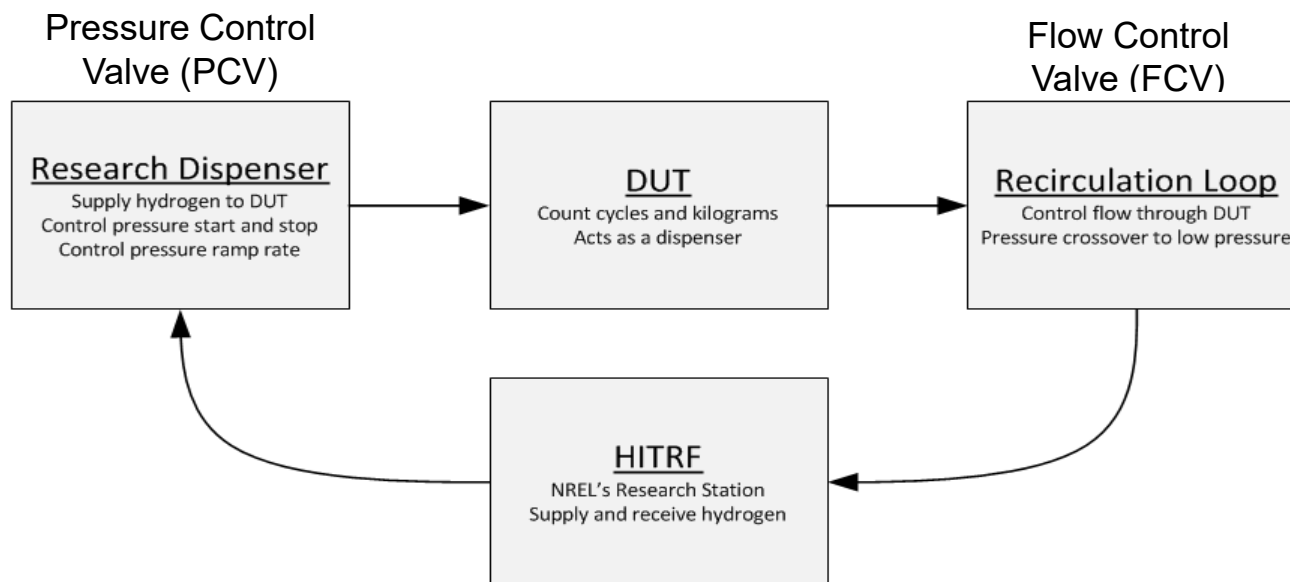 Pressure Control
Valve (PCV)
Flow Control
Valve (FCV)
Research Dispenser
Supply hydrogen to DUT
Control pressure start and stop
Control pressure ramp rate
DUT
Count cycles and kilograms
Acts as a dispenser
Recirculation Loop
Control flow through DUT
Pressure crossover to low pressure
HITRF
NREL's Research Station
Supply and receive hydrogen